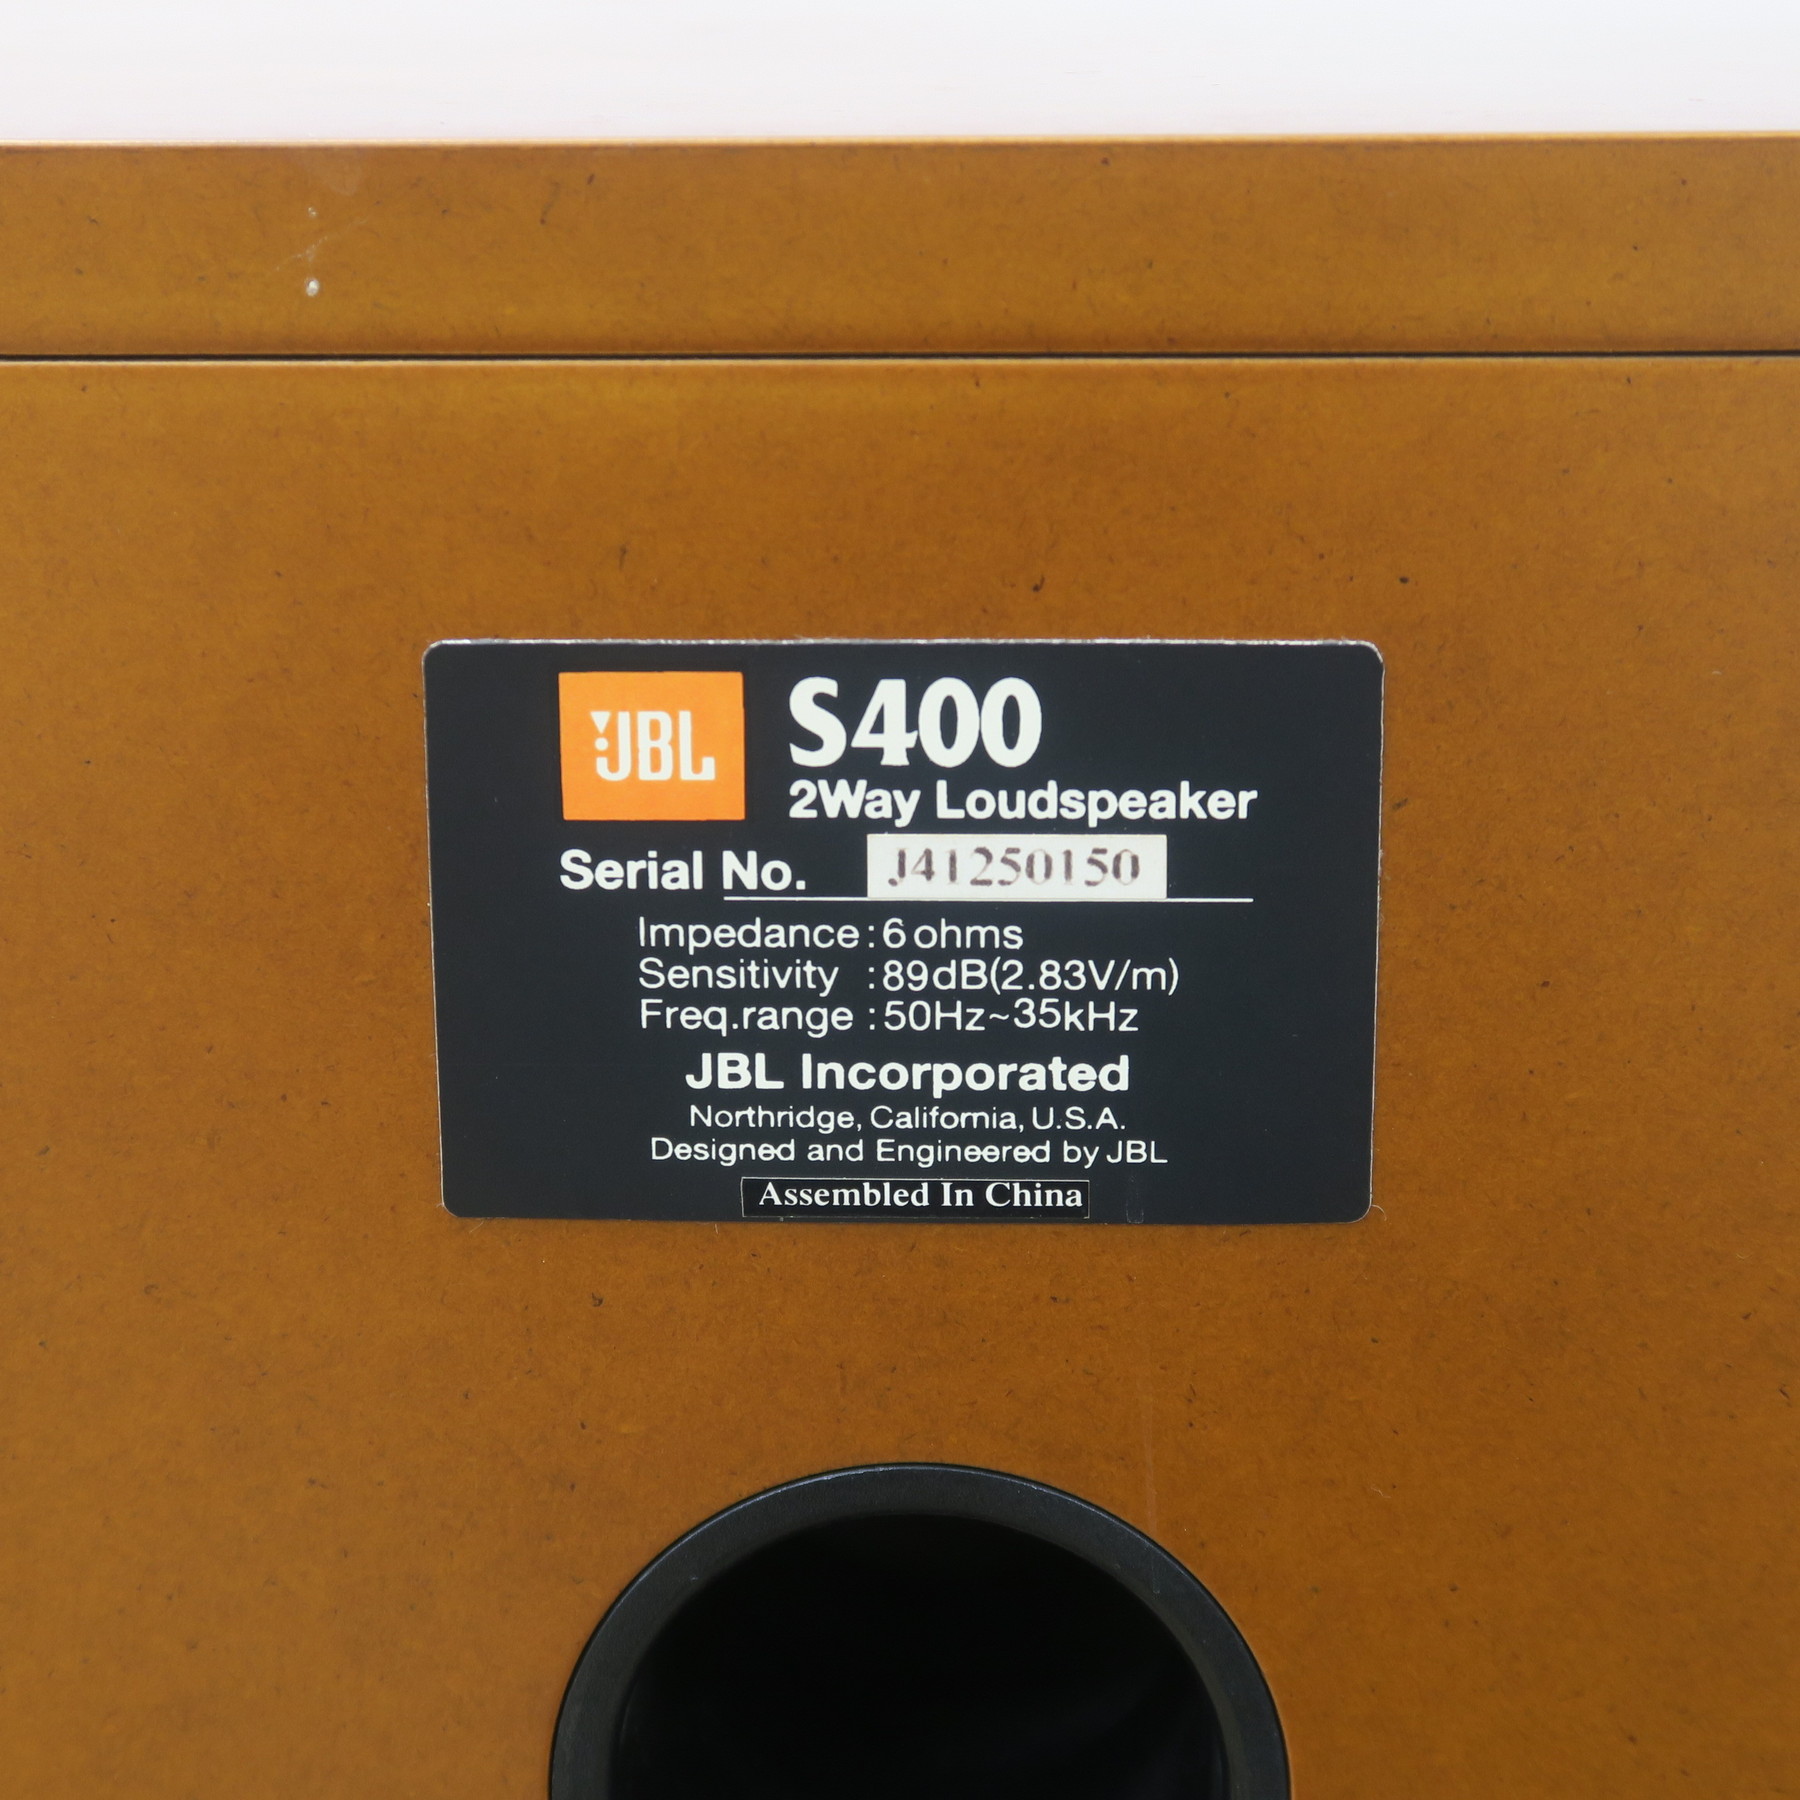 JBL
S400
2Way Loudspeaker
Serial No. J41250150
Impedance : 6 ohms
Sensitivity : 89dB(2.83V/m)
Freq.range : 50Hz~35kHz
JBL Incorporated
Northridge, California, U.S.A.
Designed and Engineered by JBL
Assembled In China